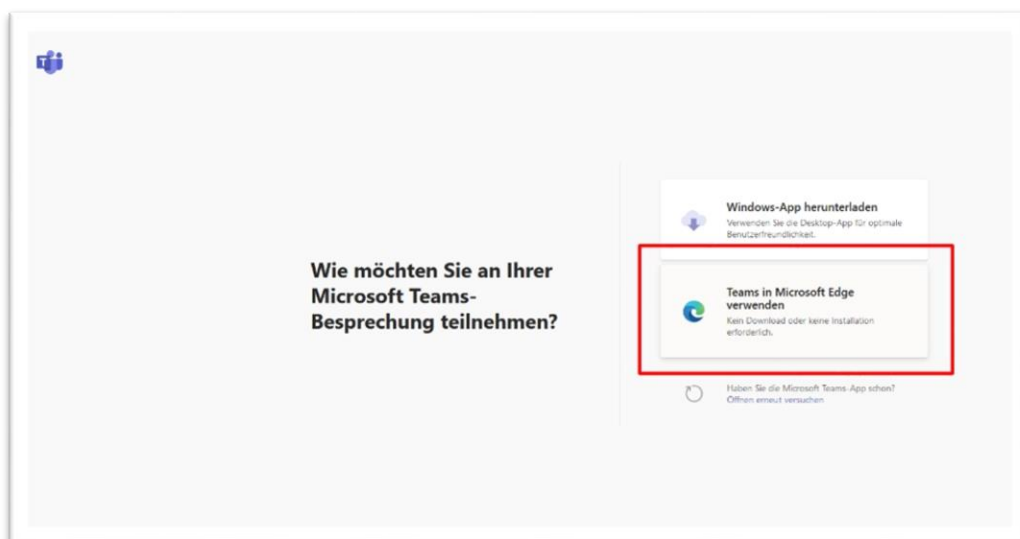 Wie möchten Sie an Ihrer
Microsoft Teams-
Besprechung teilnehmen?
Windows-App herunterladen
Verwenden Sie die Desktop-App für optimale
Benutzerfreundlichkeit.
Teams in Microsoft Edge
verwenden
Kein Download oder keine Installation
erforderlich.
Haben Sie die Microsoft Teams-App schon?
Öffnen erneut versuchen